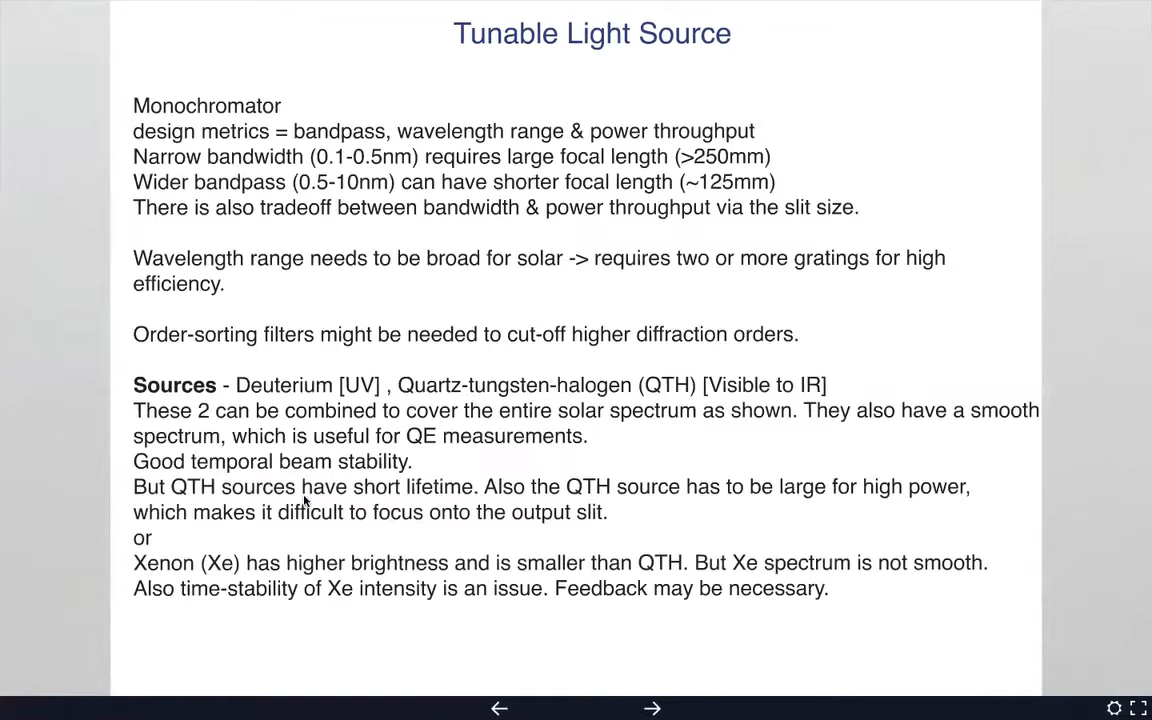 Tunable Light Source
Monochromator
design metrics = bandpass, wavelength range & power throughput
Narrow bandwidth (0.1-0.5nm) requires large focal length (>250mm)
Wider bandpass (0.5-10nm) can have shorter focal length (~125mm)
There is also tradeoff between bandwidth & power throughput via the slit size.
Wavelength range needs to be broad for solar -> requires two or more gratings for high
efficiency.
Order-sorting filters might be needed to cut-off higher diffraction orders.
Sources - Deuterium [UV] , Quartz-tungsten-halogen (QTH) [Visible to IR]
These 2 can be combined to cover the entire solar spectrum as shown. They also have a smooth
spectrum, which is useful for QE measurements.
Good temporal beam stability.
But QTH sources have short lifetime. Also the QTH source has to be large for high power,
which makes it difficult to focus onto the output slit.
or
Xenon (Xe) has higher brightness and is smaller than QTH. But Xe spectrum is not smooth.
Also time-stability of Xe intensity is an issue. Feedback may be necessary.